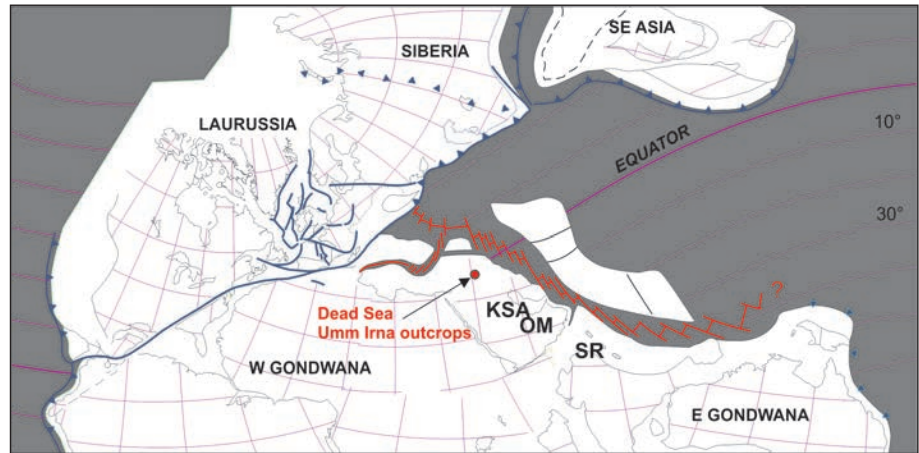 SE ASIA
SIBERIA
LAURUSSIA
10°
EQUATOR
30°
?
Dead Sea
Umm Irna outcrops
KSA
OM
SR
W GONDWANA
E GONDWANA